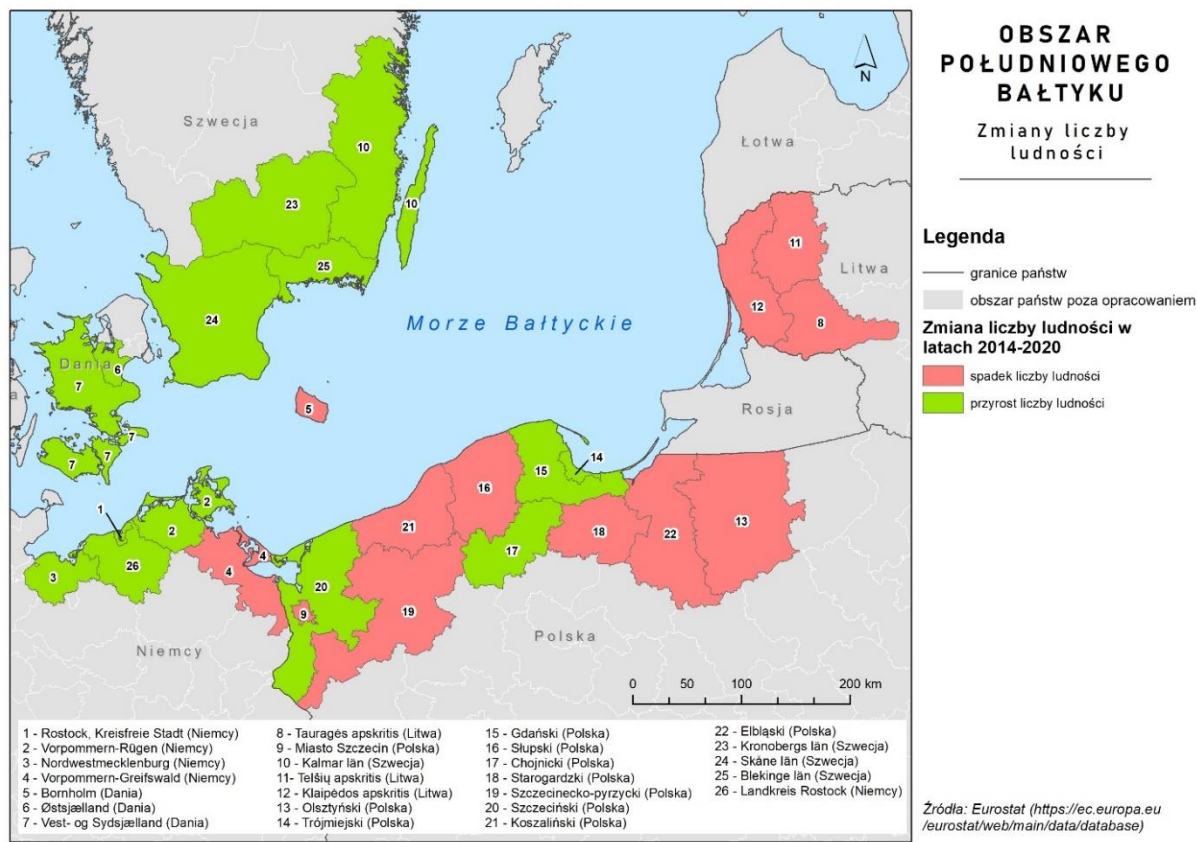 OBSZAR
POŁUDNIOWEGO
BAŁTYKU
Zmiany liczby
ludności
Legenda
granice państw
obszar państw poza opracowaniem
Zmiana liczby ludności w
latach 2014-2020
spadek liczby ludności
przyrost liczby ludności
N
Szwecja
Łotwa
Litwa
Dania
a
Morze Bałtyckie
Rosja
Niemcy
Polska
10
23
10
25
24
11
12
8
6
7
7
7
7
5
15
14
16
21
17
18
22
13
1
2
2
3
26
4
4
20
9
19
0 50 100 200 km
1 - Rostock, Kreisfreie Stadt (Niemcy)
2 - Vorpommern-Rügen (Niemcy)
3 - Nordwestmecklenburg (Niemcy)
4 - Vorpommern-Greifswald (Niemcy)
5 - Bornholm (Dania)
6 - Østsjælland (Dania)
7 - Vest- og Sydsjælland (Dania)
8 - Tauragės apskritis (Litwa)
9 - Miasto Szczecin (Polska)
10 - Kalmar län (Szwecja)
11- Telšių apskritis (Litwa)
12 - Klaipėdos apskritis (Litwa)
13 - Olsztyński (Polska)
14 - Trójmiejski (Polska)
15 - Gdański (Polska)
16 - Słupski (Polska)
17 - Chojnicki (Polska)
18 - Starogardzki (Polska)
19 - Szczecinecko-pyrzycki (Polska)
20 - Szczeciński (Polska)
21 - Koszaliński (Polska)
22 - Elbląski (Polska)
23 - Kronobergs län (Szwecja)
24 - Skåne län (Szwecja)
25 - Blekinge län (Szwecja)
26 - Landkreis Rostock (Niemcy)
Źródła: Eurostat (https://ec.europa.eu
/eurostat/web/main/data/database)